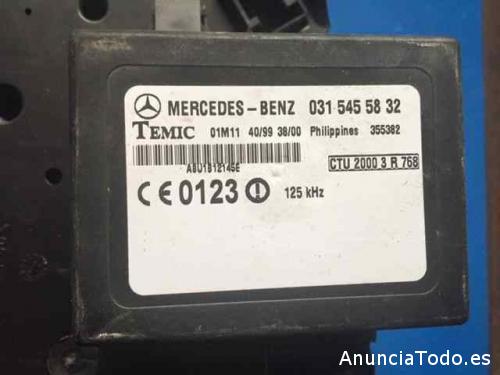 MERCEDES-BENZ 031 545 58 32
TEMIC 01M11 40/99 38/00 Philippines 355382
A8U1912145E CTU 2000 3 R 768
CE 0123 125 kHz
AnunciaTodo.es